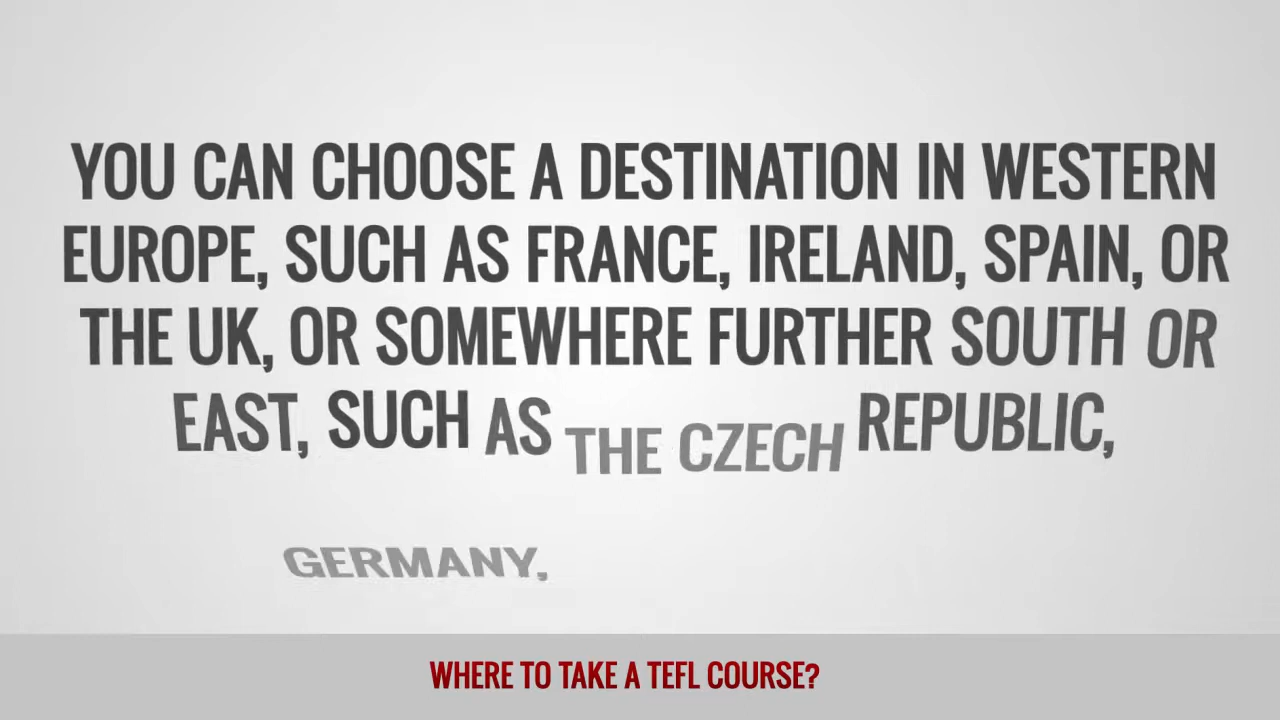 YOU CAN CHOOSE A DESTINATION IN WESTERN
EUROPE, SUCH AS FRANCE, IRELAND, SPAIN, OR
THE UK, OR SOMEWHERE FURTHER SOUTH OR
EAST, SUCH AS THE CZECH REPUBLIC,
GERMANY,
WHERE TO TAKE A TEFL COURSE?